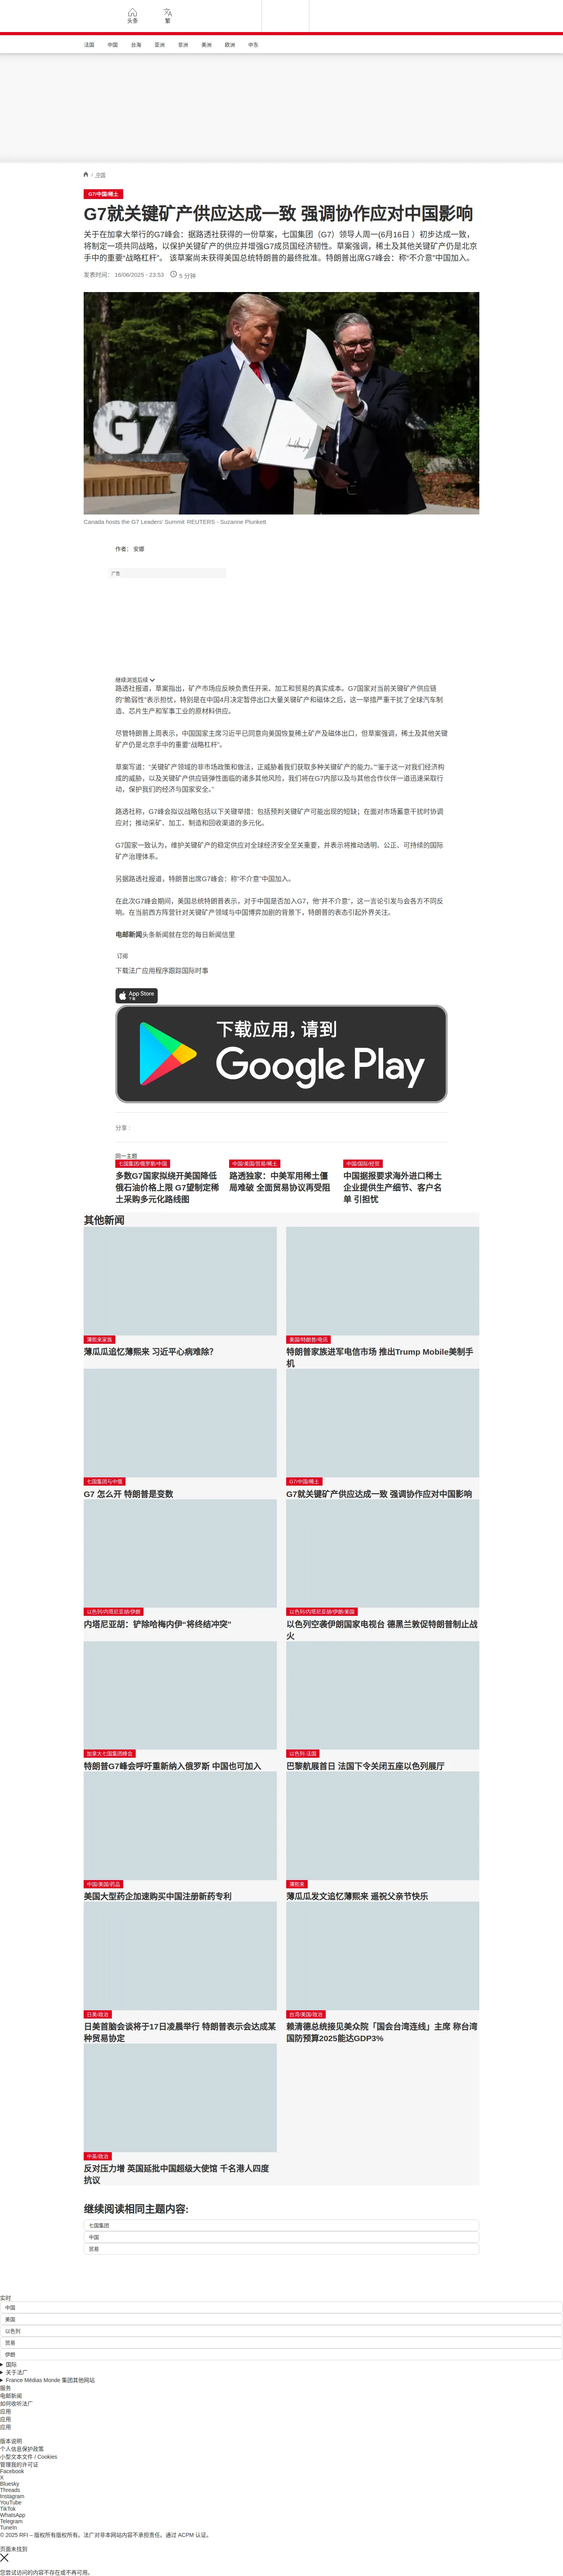 头条
繁
法国 中国 台海 亚洲 非洲 美洲 欧洲 中东
/ 中国
G7/中国/稀土
G7就关键矿产供应达成一致 强调协作应对中国影响
关于在加拿大举行的G7峰会：据路透社获得的一份草案，七国集团（G7）领导人周一(6月16日 ）初步达成一致，
将制定一项共同战略，以保护关键矿产的供应并增强G7成员国经济韧性。草案强调，稀土及其他关键矿产仍是北京
手中的重要“战略杠杆”。 该草案尚未获得美国总统特朗普的最终批准。特朗普出席G7峰会：称“不介意”中国加入。
发表时间： 16/06/2025 - 23:53 5 分钟
G7
Canada hosts the G7 Leaders' Summit REUTERS - Suzanne Plunkett
作者： 安娜
广告
继续浏览后续
路透社报道，草案指出，矿产市场应反映负责任开采、加工和贸易的真实成本。G7国家对当前关键矿产供应链
的“脆弱性”表示担忧，特别是在中国4月决定暂停出口大量关键矿产和磁体之后，这一举措严重干扰了全球汽车制
造、芯片生产和军事工业的原材料供应。
尽管特朗普上周表示，中国国家主席习近平已同意向美国恢复稀土矿产及磁体出口，但草案强调，稀土及其他关键
矿产仍是北京手中的重要“战略杠杆”。
草案写道：“关键矿产领域的非市场政策和做法，正威胁着我们获取多种关键矿产的能力。”“鉴于这一对我们经济构
成的威胁，以及关键矿产供应链弹性面临的诸多其他风险，我们将在G7内部以及与其他合作伙伴一道迅速采取行
动，保护我们的经济与国家安全。”
路透社称，G7峰会拟议战略包括以下关键举措：包括预判关键矿产可能出现的短缺；在面对市场蓄意干扰时协调
应对；推动采矿、加工、制造和回收渠道的多元化。
G7国家一致认为，维护关键矿产的稳定供应对全球经济安全至关重要，并表示将推动透明、公正、可持续的国际
矿产治理体系。
另据路透社报道，特朗普出席G7峰会：称“不介意”中国加入。
在此次G7峰会期间，美国总统特朗普表示，对于中国是否加入G7，他“并不介意”，这一言论引发与会各方不同反
响。在当前西方阵营针对关键矿产领域与中国博弈加剧的背景下，特朗普的表态引起外界关注。
电邮新闻头条新闻就在您的每日新闻信里
订阅
下载法广应用程序跟踪国际时事
App Store
下载
下载应用，请到
Google Play
分享 :
同一主题
七国集团/俄罗斯/中国
多数G7国家拟绕开美国降低
俄石油价格上限 G7望制定稀
土采购多元化路线图
中国/美国/贸易/稀土
路透独家：中美军用稀土僵
局难破 全面贸易协议再受阻
中国/国际/经贸
中国据报要求海外进口稀土
企业提供生产细节、客户名
单 引担忧
其他新闻
薄熙来家族
薄瓜瓜追忆薄熙来 习近平心病难除?
美国/特朗普/电讯
特朗普家族进军电信市场 推出Trump Mobile美制手
机
七国集团与中俄
G7 怎么开 特朗普是变数
G7/中国/稀土
G7就关键矿产供应达成一致 强调协作应对中国影响
以色列/内塔尼亚胡/伊朗
内塔尼亚胡：铲除哈梅内伊“将终结冲突”
以色列/内塔尼亚胡/伊朗/美国
以色列空袭伊朗国家电视台 德黑兰敦促特朗普制止战
火
加拿大七国集团峰会
特朗普G7峰会呼吁重新纳入俄罗斯 中国也可加入
以色列-法国
巴黎航展首日 法国下令关闭五座以色列展厅
中国/美国/药品
美国大型药企加速购买中国注册新药专利
薄熙来
薄瓜瓜发文追忆薄熙来 遥祝父亲节快乐
日美/政治
日美首脑会谈将于17日凌晨举行 特朗普表示会达成某
种贸易协定
台湾/美国/政治
赖清德总统接见美众院「国会台湾连线」主席 称台湾
国防预算2025能达GDP3%
中英/政治
反对压力增 英国延批中国超级大使馆 千名港人四度
抗议
继续阅读相同主题内容:
七国集团
中国
贸易
实时
中国
美国
以色列
贸易
伊朗
国际
关于法广
France Médias Monde 集团其他网站
服务
电邮新闻
如何收听法广
应用
应用
应用
版本说明
个人信息保护政策
小型文本文件 / Cookies
管理我的许可证
Facebook
X
Bluesky
Threads
Instagram
YouTube
TikTok
WhatsApp
Telegram
TuneIn
© 2025 RFI – 版权所有版权所有。法广对非本网站内容不承担责任。通过 ACPM 认证。
页面未找到
您尝试访问的内容不存在或不再可用。